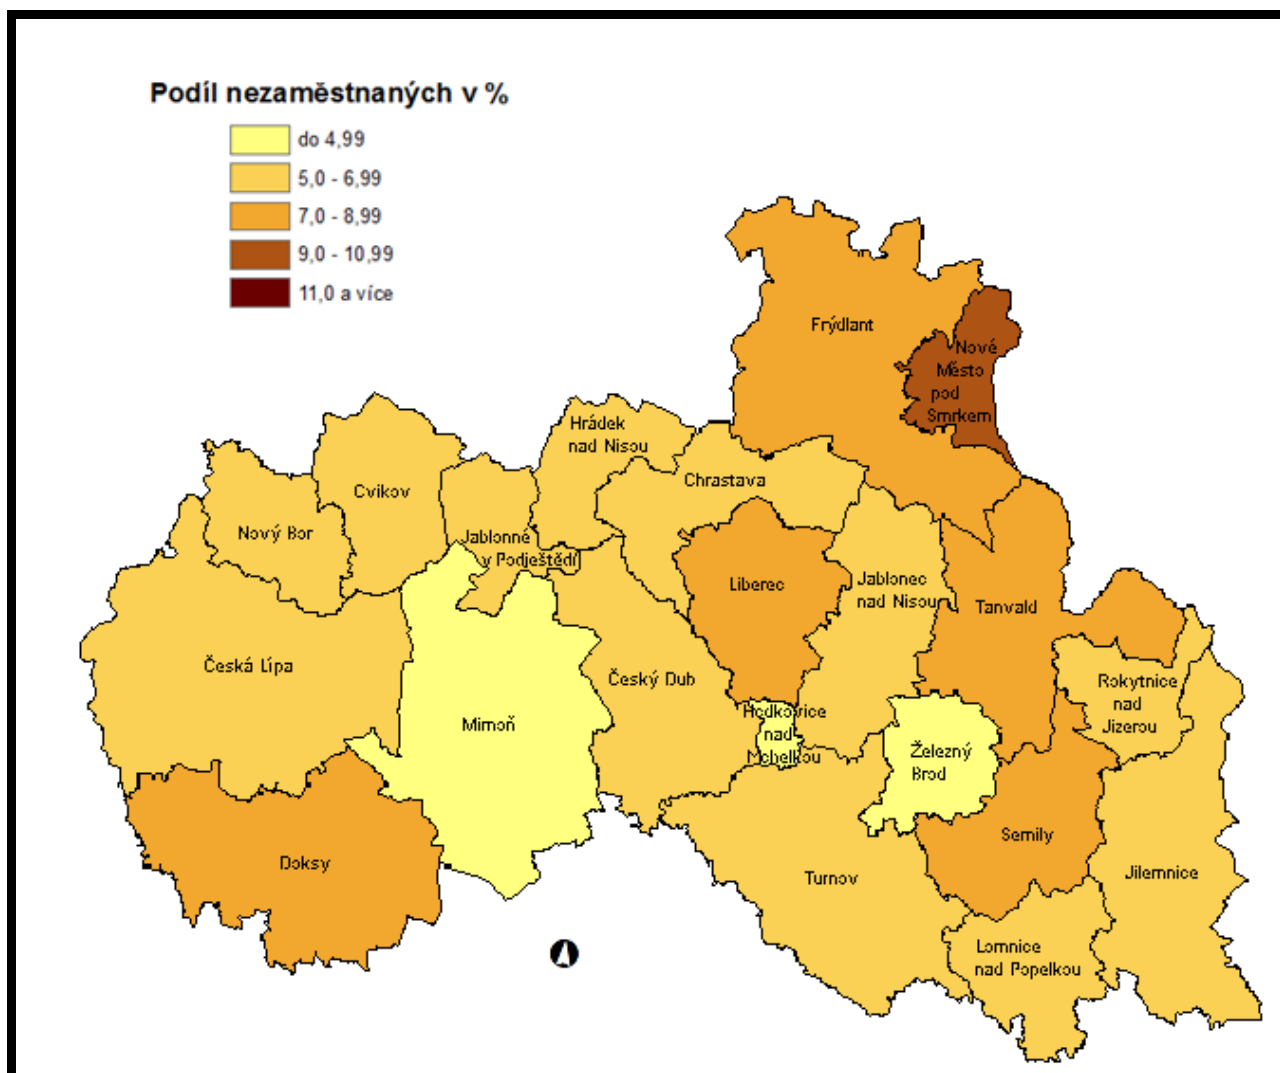 Podíl nezaměstnaných v %
do 4,99
5,0 - 6,99
7,0 - 8,99
9,0 - 10,99
11,0 a více
Frýdlant
Nové
Město
pod
Smrkem
Hrádek
nad Nisou
Chrastava
Cvikov
Nový Bor
Jablonné
v Podještědí
Liberec
Jablonec
nad Nisou
Tanvald
Česká Lípa
Český Dub
Rokytnice
nad
Jizerou
Mimoň
Hodkovice
nad
Mohelkou
Železný
Brod
Semily
Doksy
Turnov
Jilemnice
Lomnice
nad Popelkou